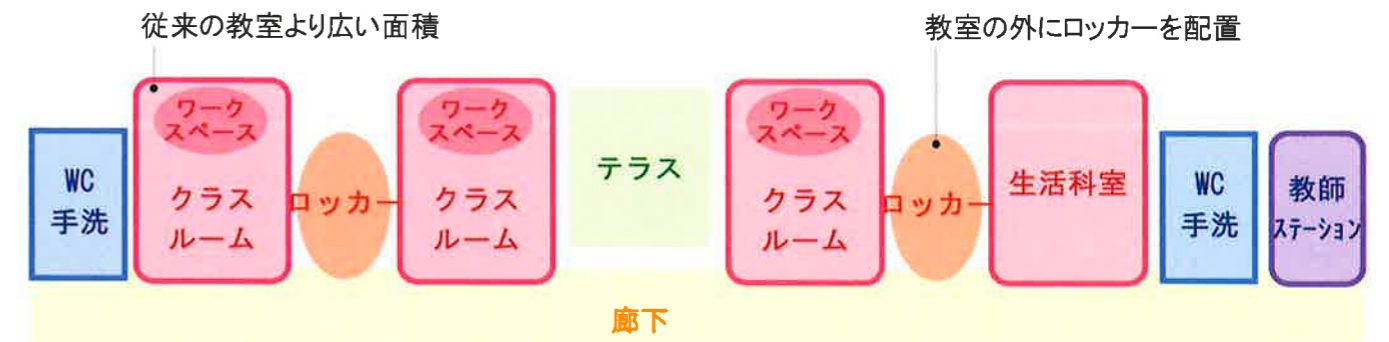 従来の教室より広い面積
教室の外にロッカーを配置
WC
手洗
ワーク
スペース
クラス
ルーム
ロッカー
ワーク
スペース
クラス
ルーム
テラス
ワーク
スペース
クラス
ルーム
ロッカー
生活科室
WC
手洗
教師
ステーション
廊下